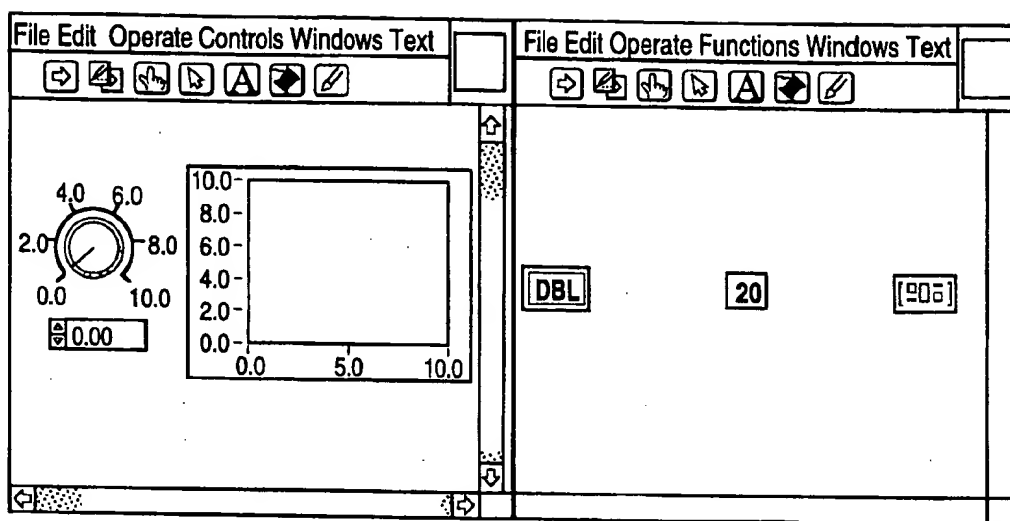 File Edit Operate Controls Windows Text
A
4.0 6.0
2.0 8.0
0.0 10.0
0.00
10.0
8.0
6.0
4.0
2.0
0.0
0.0 5.0 10.0
File Edit Operate Functions Windows Text
A
DBL 20